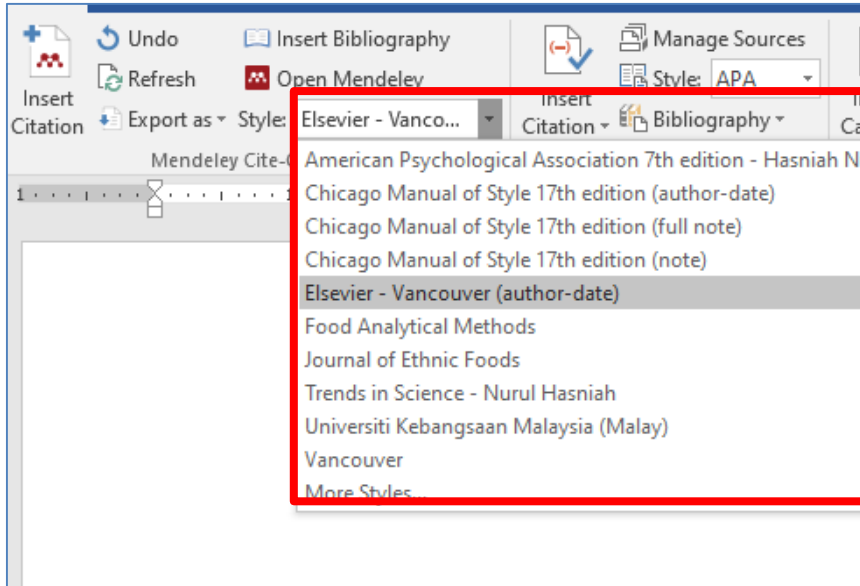 Undo
Insert Bibliography
Manage Sources
Refresh
Open Mendeley
Style: APA
Insert
Citation
Export as
Style: Elsevier - Vanco...
Insert
Citation
Bibliography
Mendeley Cite-
American Psychological Association 7th edition - Hasniah N
1
Chicago Manual of Style 17th edition (author-date)
Chicago Manual of Style 17th edition (full note)
Chicago Manual of Style 17th edition (note)
Elsevier - Vancouver (author-date)
Food Analytical Methods
Journal of Ethnic Foods
Trends in Science - Nurul Hasniah
Universiti Kebangsaan Malaysia (Malay)
Vancouver
More Styles...